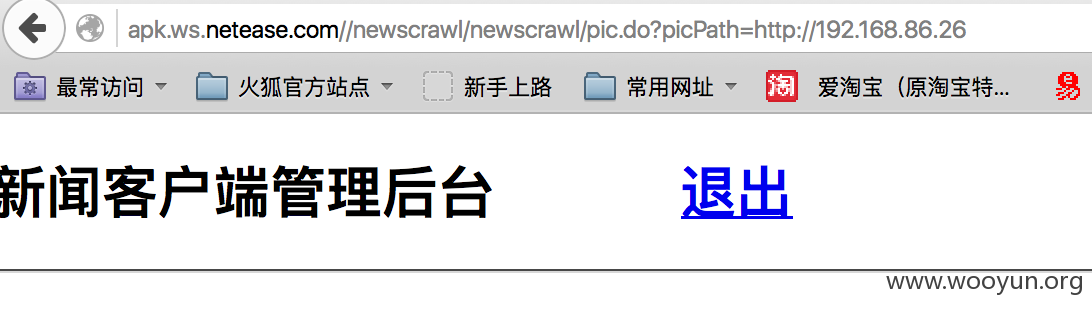 apk.ws.netease.com//newscrawl/newscrawl/pic.do?picPath=http://192.168.86.26
最常访问 火狐官方站点 新手上路 常用网址 淘 爱淘宝（原淘宝特... 易
新闻客户端管理后台 退出
www.wooyun.org